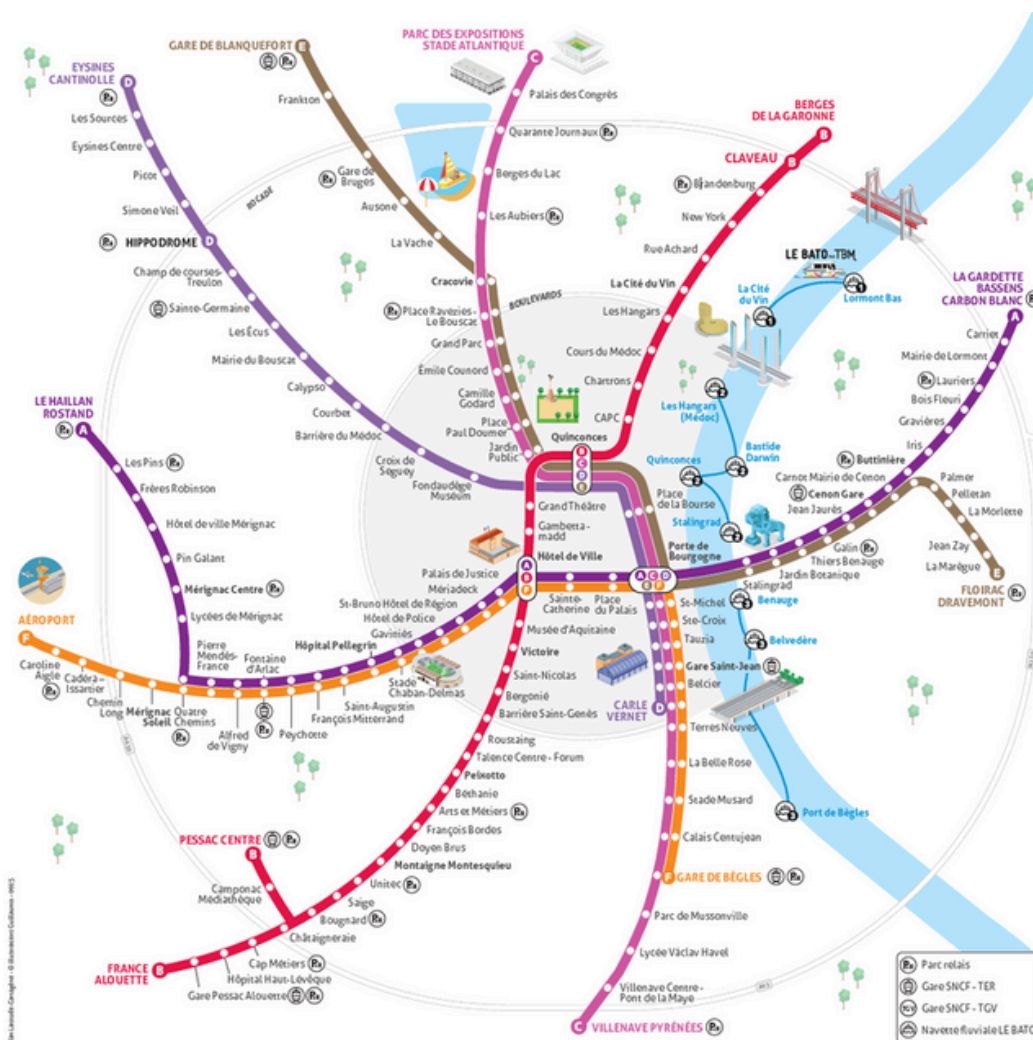 GARE DE BLANQUEFORT
E
PARC DES EXPOSITIONS
STADE ATLANTIQUE
C
EYSINES
CANTINOLLE
D
Les Sources
Eysines Centre
Picot
Simone Veil
HIPPODROME
D
Champ de courses-
Treulon
Sainte-Germaine
Les Écus
Mairie du Bouscat
Calypso
Courbet
Barrière du Médoc
Croix de
Seguey
Fondaudège
Muséum
Frankton
Gare de
Bruges
Ausone
La Vache
Cracovie
ROCADE
BOULEVARDS
Palais des Congrès
Quarante Journaux
Berges du Lac
Les Aubiers
Place Ravezies-
Le Bouscat
Grand Parc
Émile Counord
Camille
Godard
Place
Paul Doumer
Jardin
Public
BERGES
DE LA GARONNE
B
CLAVEAU
B
Brandenburg
New York
Rue Achard
La Cité du Vin
Les Hangars
Cours du Médoc
Chartrons
CAPC
Quinconces
B
C
D
E
LE BATO TBM
La Cité
du Vin
1
Lormont Bas
1
Les Hangars
(Médoc)
2
Bastide
Darwin
2
Quinconces
2
Stalingrad
2
Benauge
3
Belvédère
3
Port de Bègles
3
LA GARDETTE
BASSENS
CARBON BLANC
A
Carriet
Mairie de Lormont
Lauriers
Bois Fleuri
Gravières
Iris
Buttinière
Carnot Mairie de Cenon
Cenon Gare
Jean Jaurès
Galin
Thiers Benauge
Jardin Botanique
Stalingrad
Palmer
Pelletan
La Morlette
Jean Zay
La Marègue
E
FLOIRAC
DRAVEMONT
LE HAILLAN
ROSTAND
A
Les Pins
Frères Robinson
Hôtel de ville Mérignac
Pin Galant
Mérignac Centre
Lycées de Mérignac
Pierre
Mendès-
France
Fontaine
d'Arlac
Hôpital Pellegrin
Gaviniès
Hôtel de Police
St-Bruno Hôtel de Région
Mériadeck
Palais de Justice
Grand Théâtre
Gambetta-
madd
Hôtel de Ville
A
B
F
Place
de la Bourse
Porte de
Bourgogne
A C D
E F
Sainte-
Catherine
Place
du Palais
AÉROPORT
F
Caroline
Aigle
Cadéra-
Issartier
Chemin
Long
Mérignac
Soleil
Quatre
Chemins
Alfred
de Vigny
Peychotte
François Mitterrand
Saint-Augustin
Stade
Chaban-Delmas
Musée d'Aquitaine
Victoire
Saint-Nicolas
Bergonié
Barrière Saint-Genès
Roustaing
Talence Centre - Forum
Peixotto
Béthanie
Arts et Métiers
François Bordes
Doyen Brus
Montaigne Montesquieu
Unitec
Saige
Bougnard
Châtaigneraie
Cap Métiers
Hôpital Haut-Lévêque
Gare Pessac Alouette
PESSAC CENTRE
B
Camponac
Médiathèque
FRANCE
ALOUETTE
B
St-Michel
Ste-Croix
Tauzia
Gare Saint-Jean
Belcier
CARLE
VERNET
D
Terres Neuves
La Belle Rose
Stade Musard
Calais Centujean
F
GARE DE BÈGLES
Parc de Mussonville
Lycée Václav Havel
Villenave Centre -
Pont de la Maye
C
VILLENAVE PYRÉNÉES
Parc relais
Gare SNCF - TER
Gare SNCF - TGV
Navette fluviale LE BATO